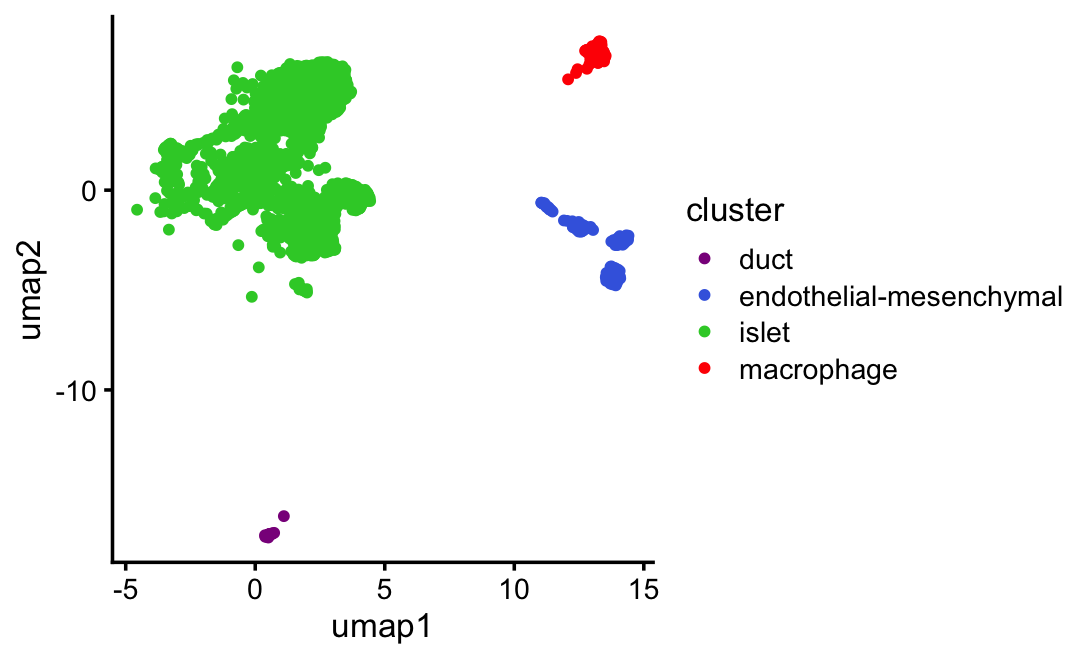 0
-10
umap2
-5
0
5
10
15
umap1
cluster
duct
endothelial-mesenchymal
islet
macrophage